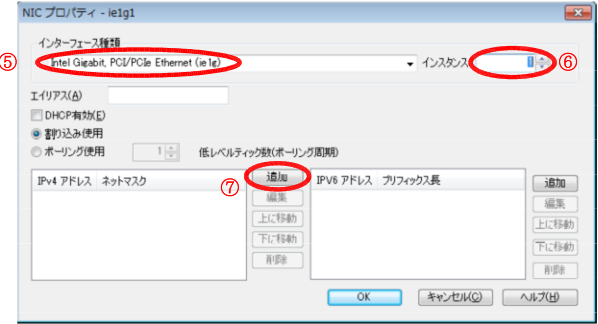 NIC プロパティ - ie1g1
インターフェース種類
⑤ Intel Gigabit, PCI/PCIe Ethernet (ie1g) インスタンス 1 ⑥
エイリアス(A)
DHCP有効(E)
割り込み使用
ポーリング使用 1 低レベルティック数(ポーリング周期)
IPv4 アドレス ネットマスク 追加 IPV6 アドレス プリフィックス長 追加
⑦
編集 編集
上に移動 上に移動
下に移動 下に移動
削除 削除
OK キャンセル(C) ヘルプ(H)